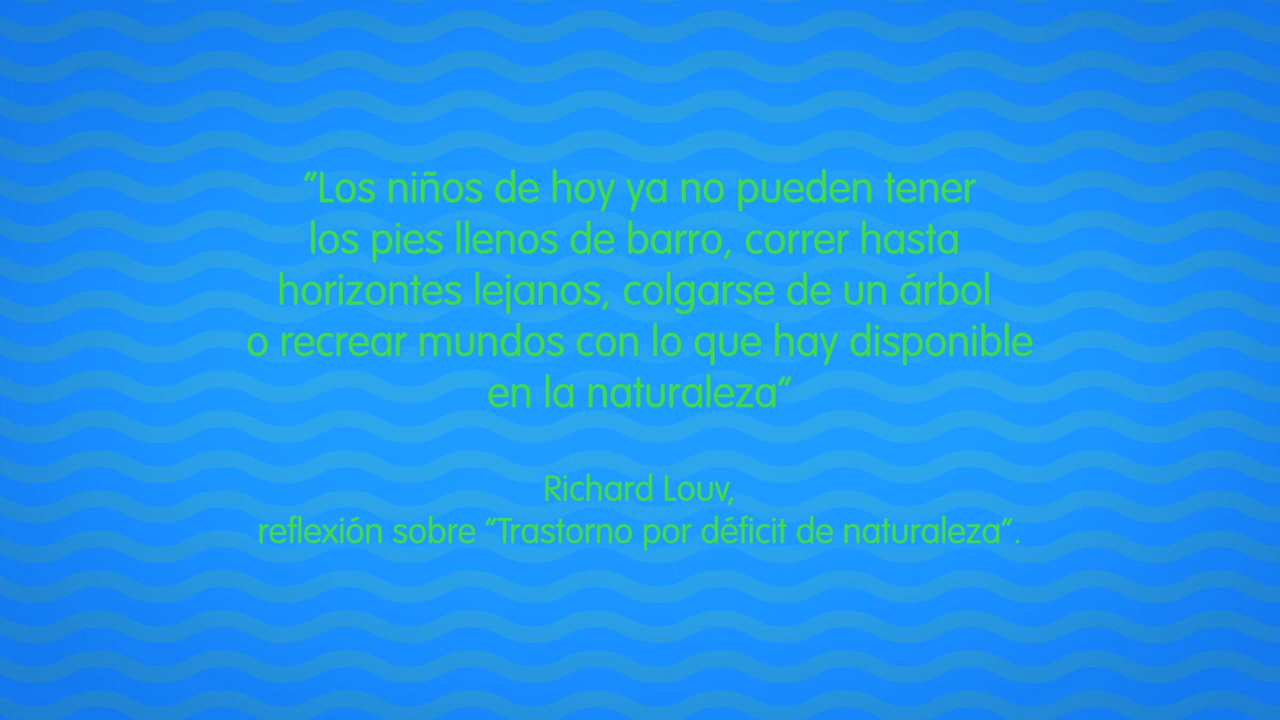 “Los niños de hoy ya no pueden tener
los pies llenos de barro, correr hasta
horizontes lejanos, colgarse de un árbol
o recrear mundos con lo que hay disponible
en la naturaleza”
Richard Louv,
reflexión sobre “Trastorno por déficit de naturaleza”.